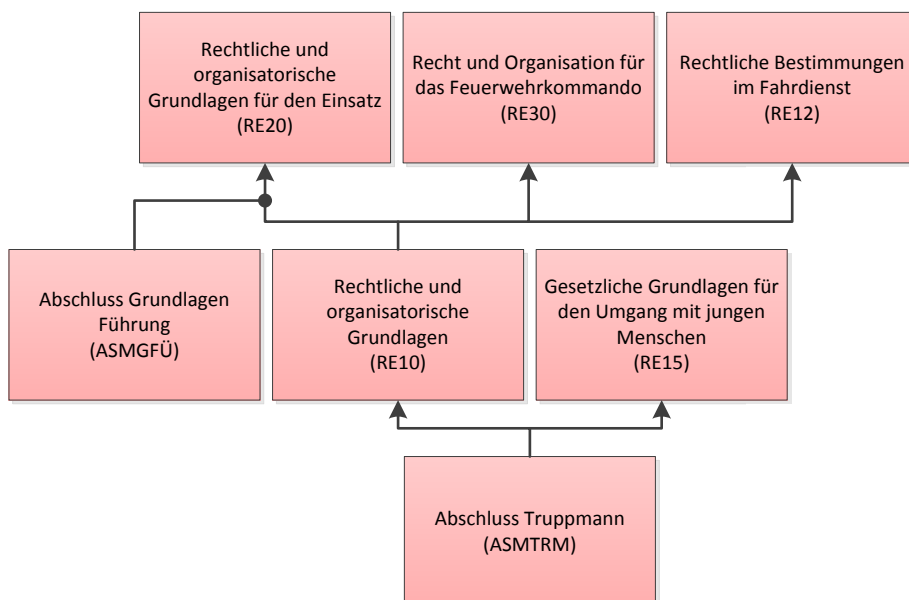 Rechtliche und
organisatorische
Grundlagen für den Einsatz
(RE20)
Recht und Organisation für
das Feuerwehrkommando
(RE30)
Rechtliche Bestimmungen
im Fahrdienst
(RE12)
Abschluss Grundlagen
Führung
(ASMGFÜ)
Rechtliche und
organisatorische
Grundlagen
(RE10)
Gesetzliche Grundlagen für
den Umgang mit jungen
Menschen
(RE15)
Abschluss Truppmann
(ASMTRM)